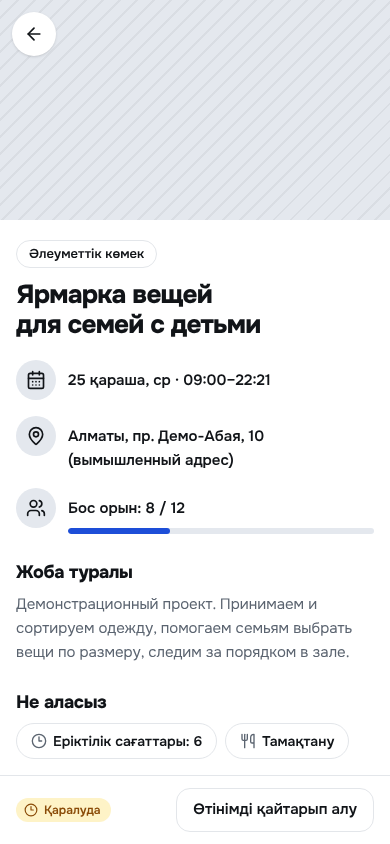 Әлеуметтік көмек
Ярмарка вещей
для семей с детьми
25 қараша, ср · 09:00–22:21
Алматы, пр. Демо-Абая, 10
(вымышленный адрес)
Бос орын: 8 / 12
Жоба туралы
Демонстрационный проект. Принимаем и
сортируем одежду, помогаем семьям выбрать
вещи по размеру, следим за порядком в зале.
Не аласыз
Еріктілік сағаттары: 6
Тамақтану
Қаралуда
Өтінімді қайтарып алу